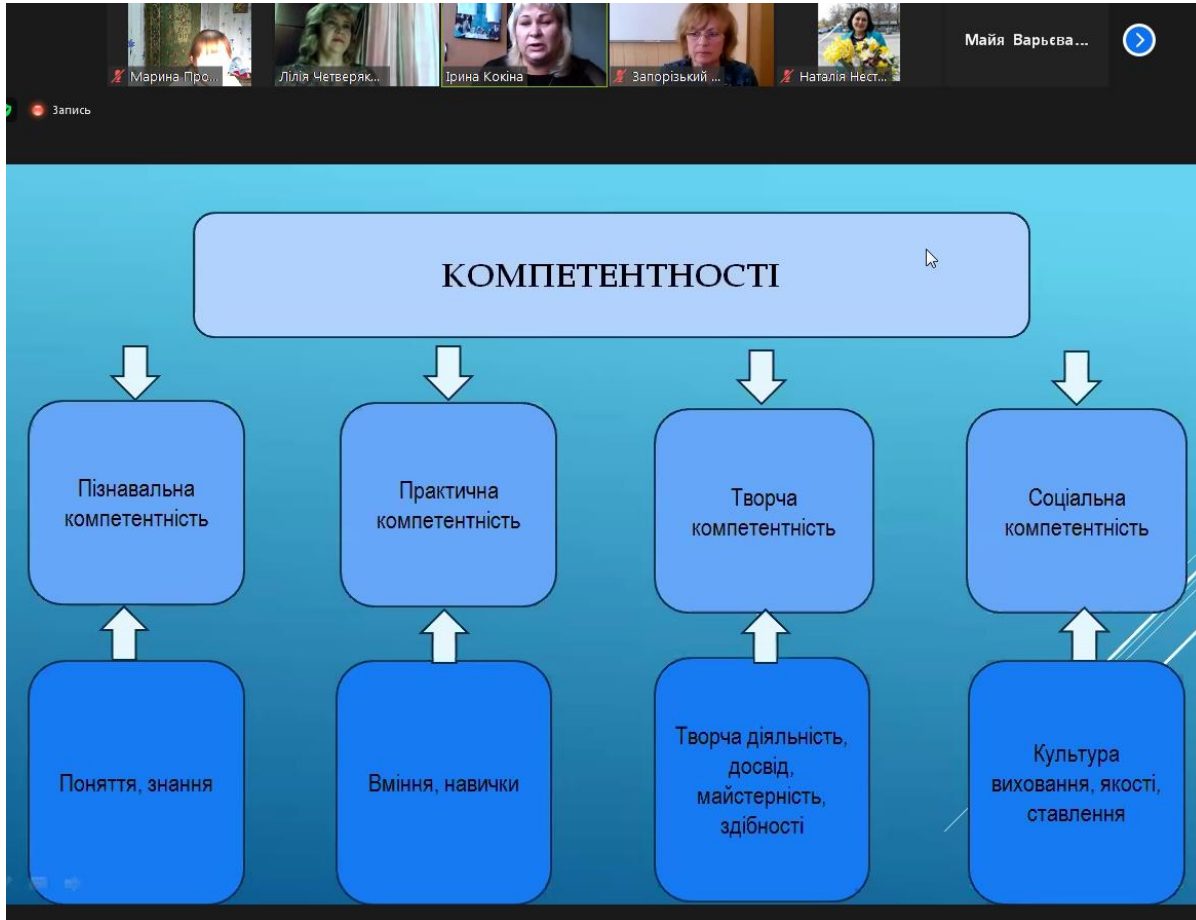 Марина Про...
Лілія Четверяк...
Ірина Кокіна
Запорізький ...
Наталія Нест...
Майя Варьєва...
Запись
КОМПЕТЕНТНОСТІ
Пізнавальна
компетентність
Практична
компетентність
Творча
компетентність
Соціальна
компетентність
Поняття, знання
Вміння, навички
Творча діяльність,
досвід,
майстерність,
здібності
Культура
виховання, якості,
ставлення